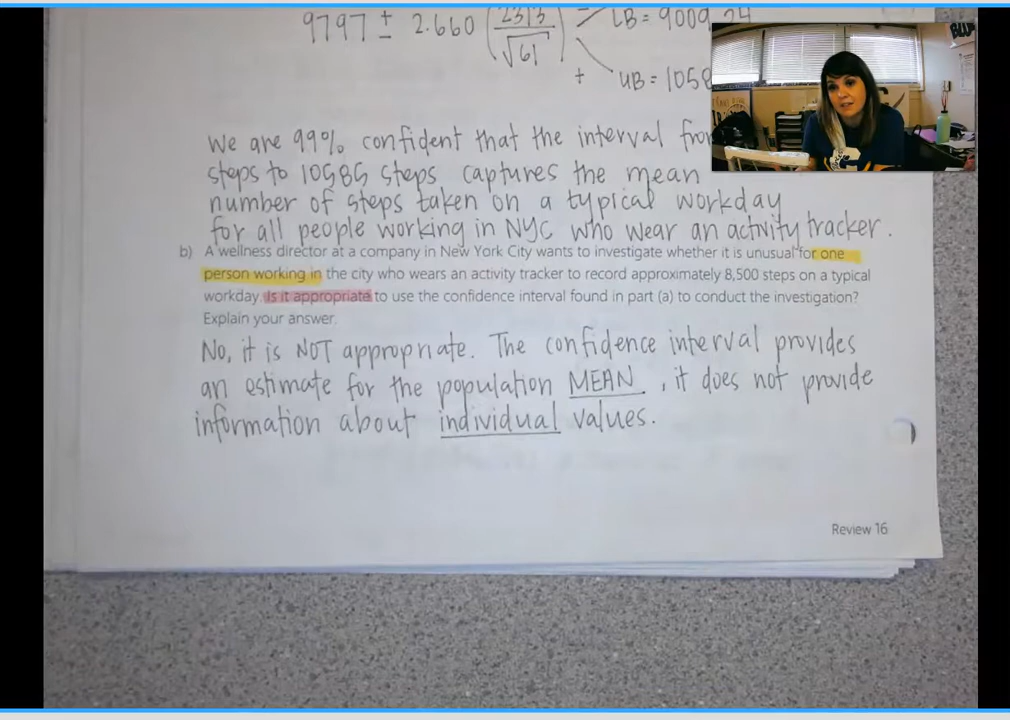 9797 ± 2.660 (2313/√61) − LB = 9009.24
+ UB = 1058
We are 99% confident that the interval from
steps to 10585 steps captures the mean
number of steps taken on a typical workday
for all people working in NYC who wear an activity tracker.
b) A wellness director at a company in New York City wants to investigate whether it is unusual for one
person working in the city who wears an activity tracker to record approximately 8,500 steps on a typical
workday. Is it appropriate to use the confidence interval found in part (a) to conduct the investigation?
Explain your answer.
No, it is NOT appropriate. The confidence interval provides
an estimate for the population MEAN, it does not provide
information about individual values.
Review 16